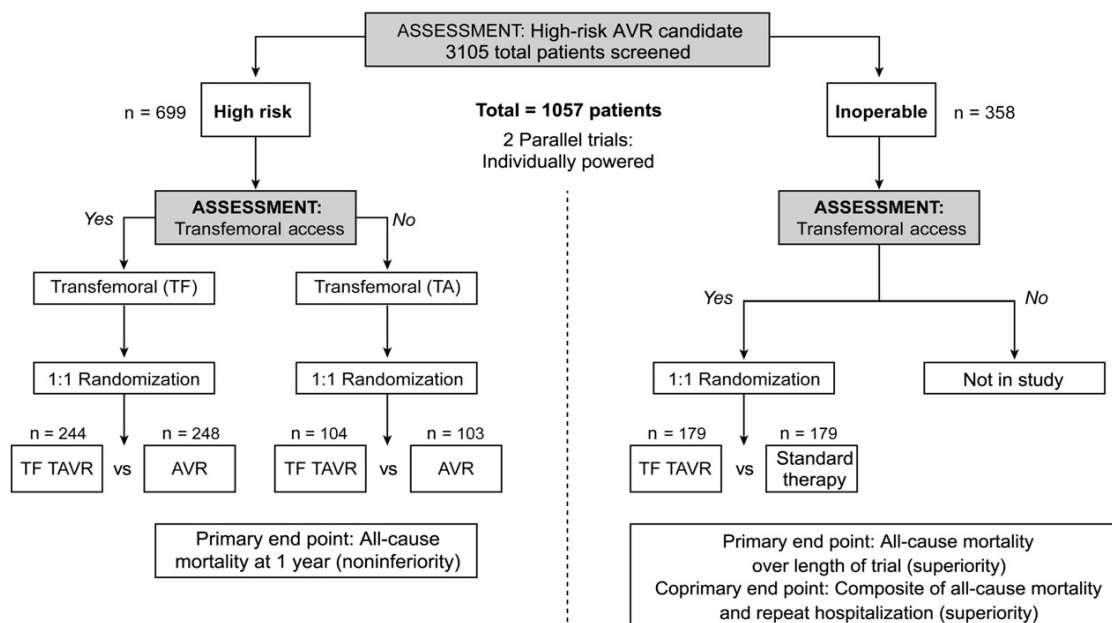 ASSESSMENT: High-risk AVR candidate
3105 total patients screened
n = 699
High risk
Total = 1057 patients
2 Parallel trials:
Individually powered
Inoperable
n = 358
ASSESSMENT:
Transfemoral access
Yes
No
Transfemoral (TF)
Transfemoral (TA)
1:1 Randomization
1:1 Randomization
n = 244
n = 248
n = 104
n = 103
TF TAVR
vs
AVR
TF TAVR
vs
AVR
Primary end point: All-cause
mortality at 1 year (noninferiority)
ASSESSMENT:
Transfemoral access
Yes
No
1:1 Randomization
Not in study
n = 179
n = 179
TF TAVR
vs
Standard
therapy
Primary end point: All-cause mortality
over length of trial (superiority)
Coprimary end point: Composite of all-cause mortality
and repeat hospitalization (superiority)